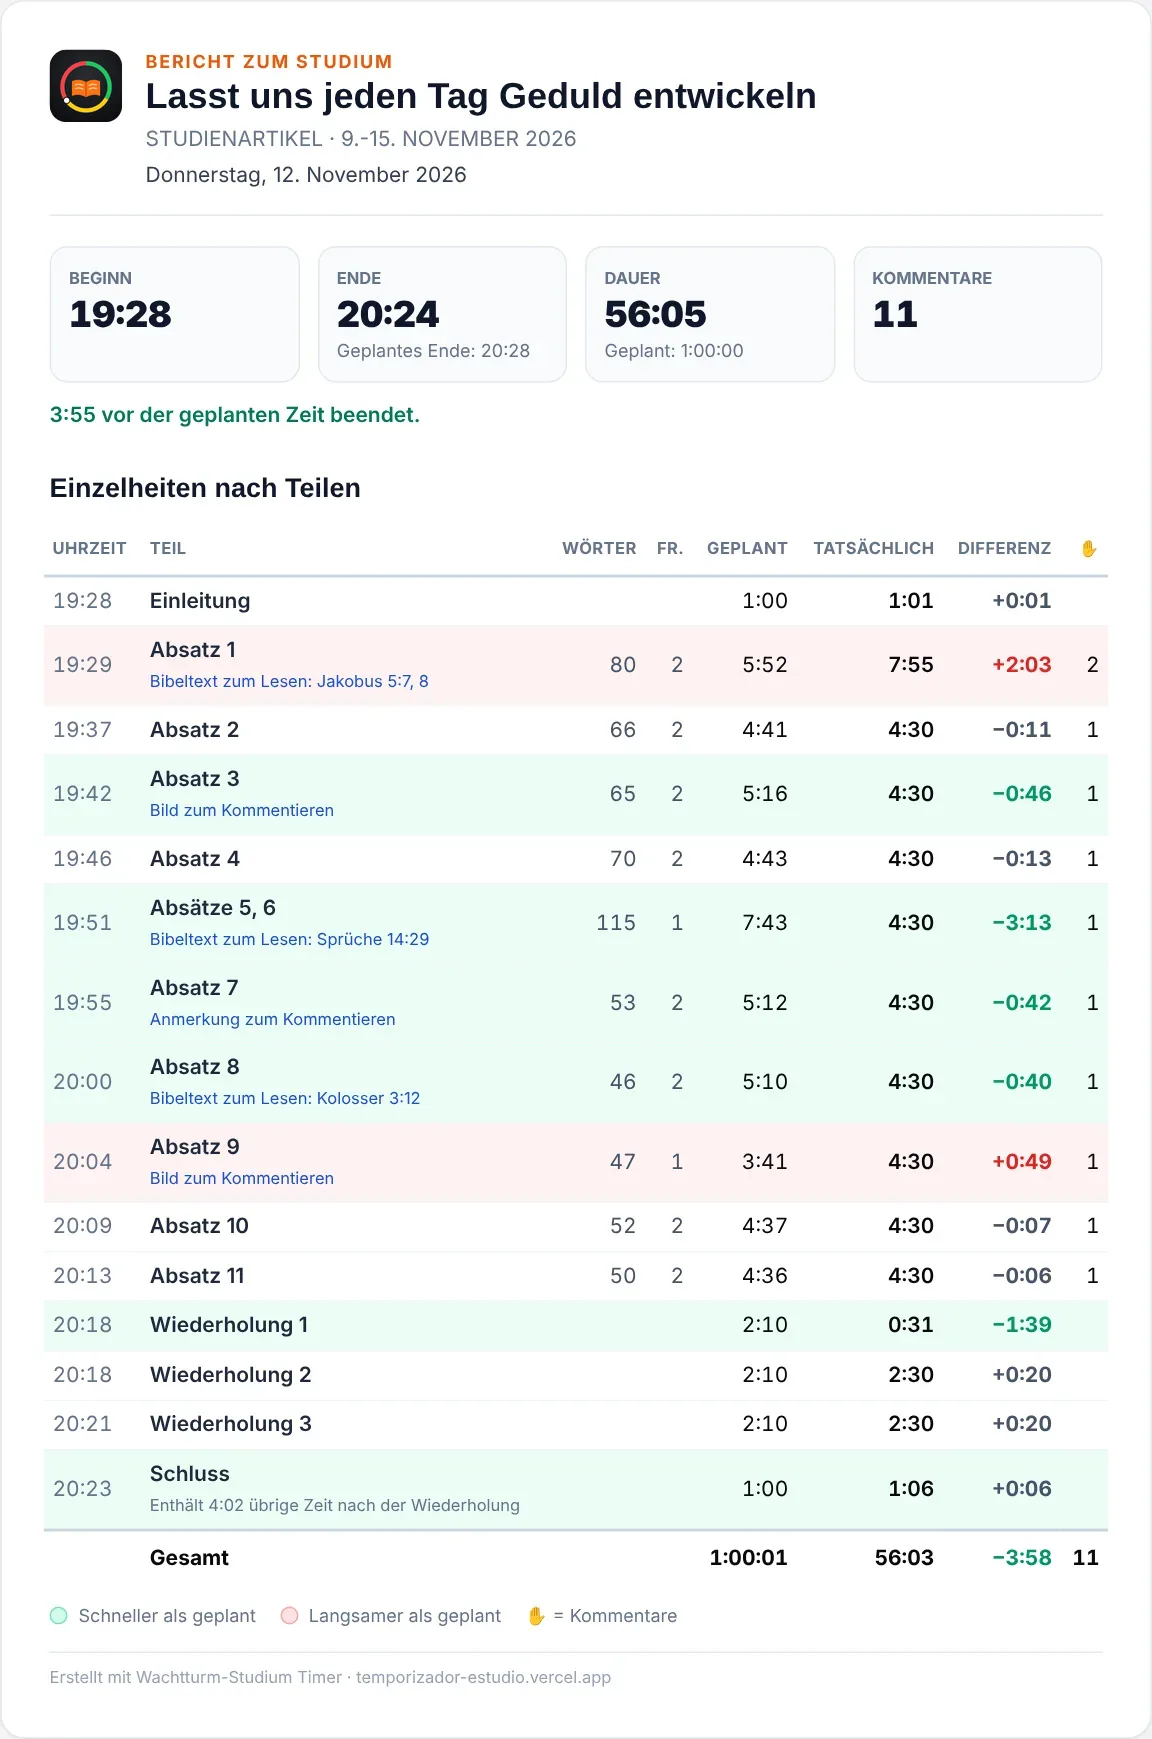 BERICHT ZUM STUDIUM
Lasst uns jeden Tag Geduld entwickeln
STUDIENARTIKEL · 9.-15. NOVEMBER 2026
Donnerstag, 12. November 2026
BEGINN
19:28
ENDE
20:24
Geplantes Ende: 20:28
DAUER
56:05
Geplant: 1:00:00
KOMMENTARE
11
3:55 vor der geplanten Zeit beendet.
Einzelheiten nach Teilen
UHRZEIT TEIL WÖRTER FR. GEPLANT TATSÄCHLICH DIFFERENZ ✋
19:28 Einleitung 1:00 1:01 +0:01
19:29 Absatz 1 80 2 5:52 7:55 +2:03 2
Bibeltext zum Lesen: Jakobus 5:7, 8
19:37 Absatz 2 66 2 4:41 4:30 −0:11 1
19:42 Absatz 3 65 2 5:16 4:30 −0:46 1
Bild zum Kommentieren
19:46 Absatz 4 70 2 4:43 4:30 −0:13 1
19:51 Absätze 5, 6 115 1 7:43 4:30 −3:13 1
Bibeltext zum Lesen: Sprüche 14:29
19:55 Absatz 7 53 2 5:12 4:30 −0:42 1
Anmerkung zum Kommentieren
20:00 Absatz 8 46 2 5:10 4:30 −0:40 1
Bibeltext zum Lesen: Kolosser 3:12
20:04 Absatz 9 47 1 3:41 4:30 +0:49 1
Bild zum Kommentieren
20:09 Absatz 10 52 2 4:37 4:30 −0:07 1
20:13 Absatz 11 50 2 4:36 4:30 −0:06 1
20:18 Wiederholung 1 2:10 0:31 −1:39
20:18 Wiederholung 2 2:10 2:30 +0:20
20:21 Wiederholung 3 2:10 2:30 +0:20
20:23 Schluss 1:00 1:06 +0:06
Enthält 4:02 übrige Zeit nach der Wiederholung
Gesamt 1:00:01 56:03 −3:58 11
Schneller als geplant Langsamer als geplant ✋ = Kommentare
Erstellt mit Wachtturm-Studium Timer · temporizador-estudio.vercel.app